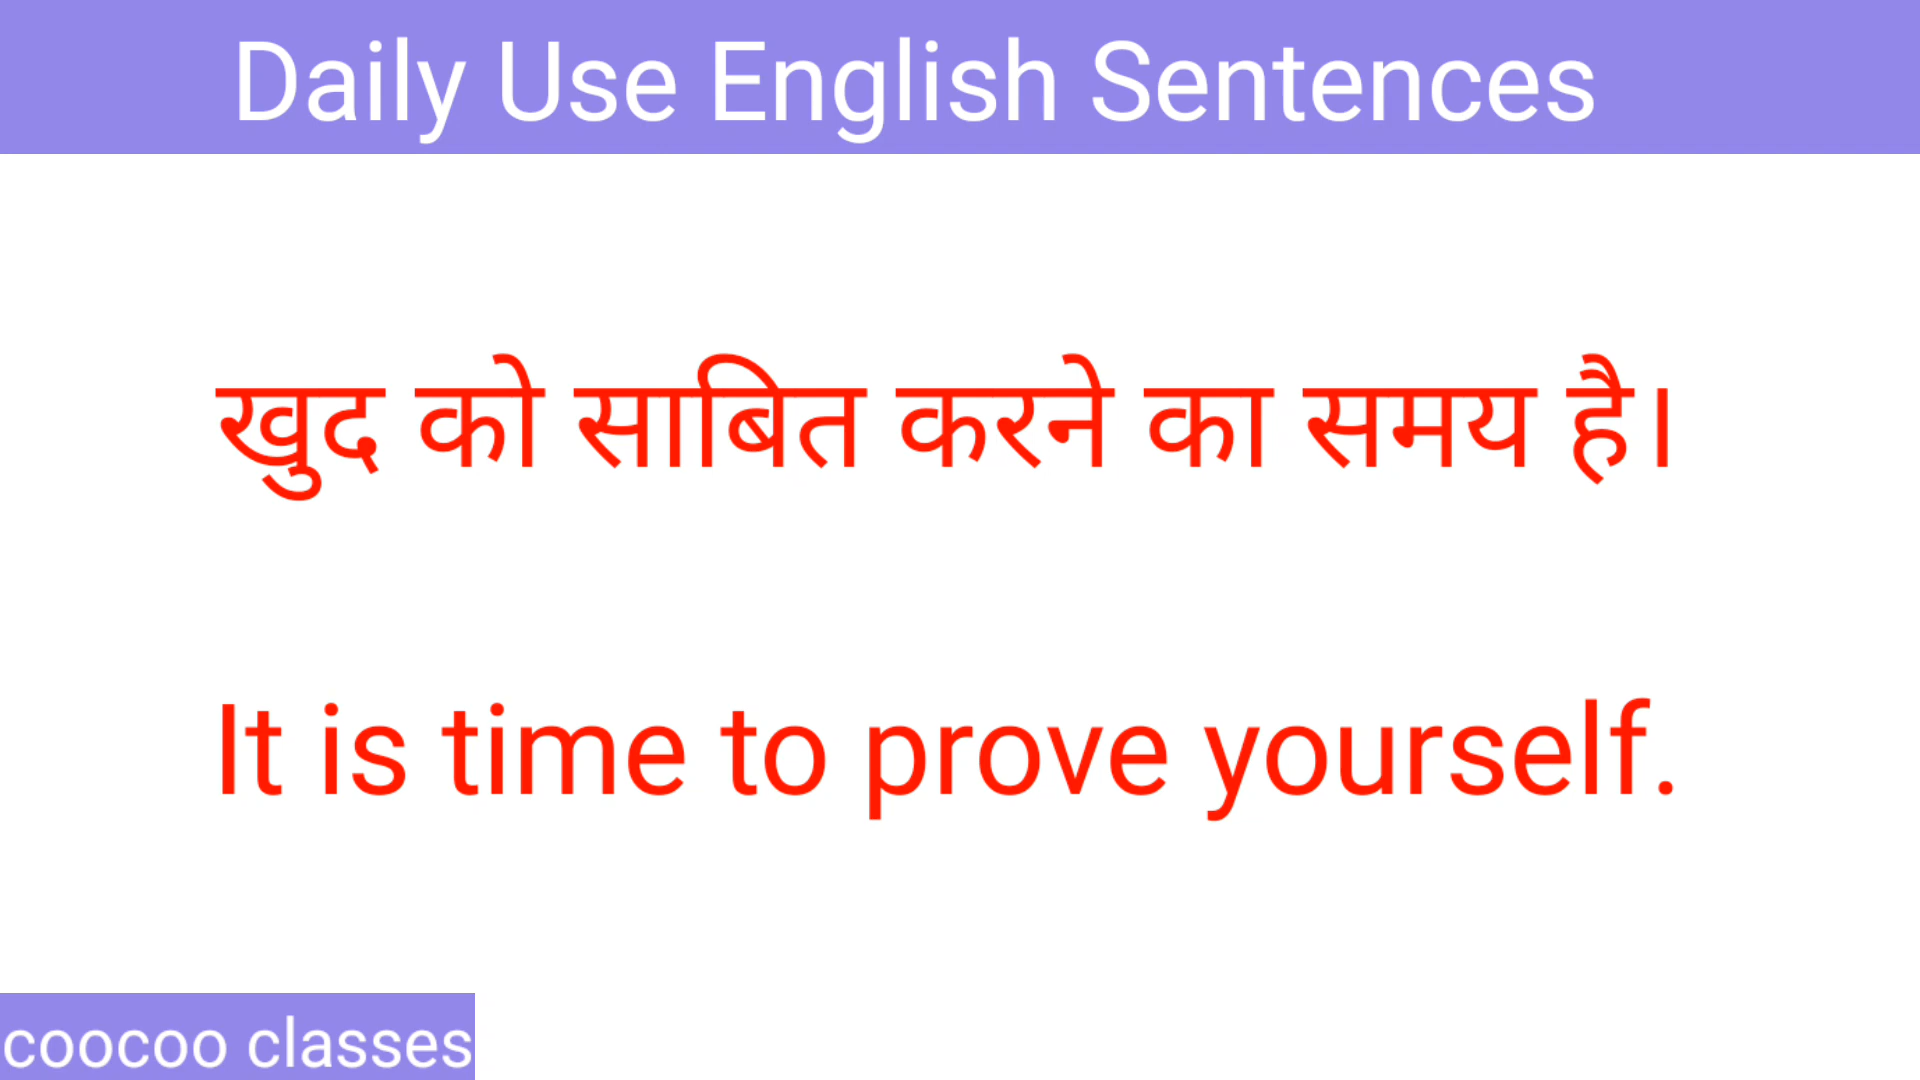 Daily Use English Sentences
खुद को साबित करने का समय है।
It is time to prove yourself.
coocoo classes